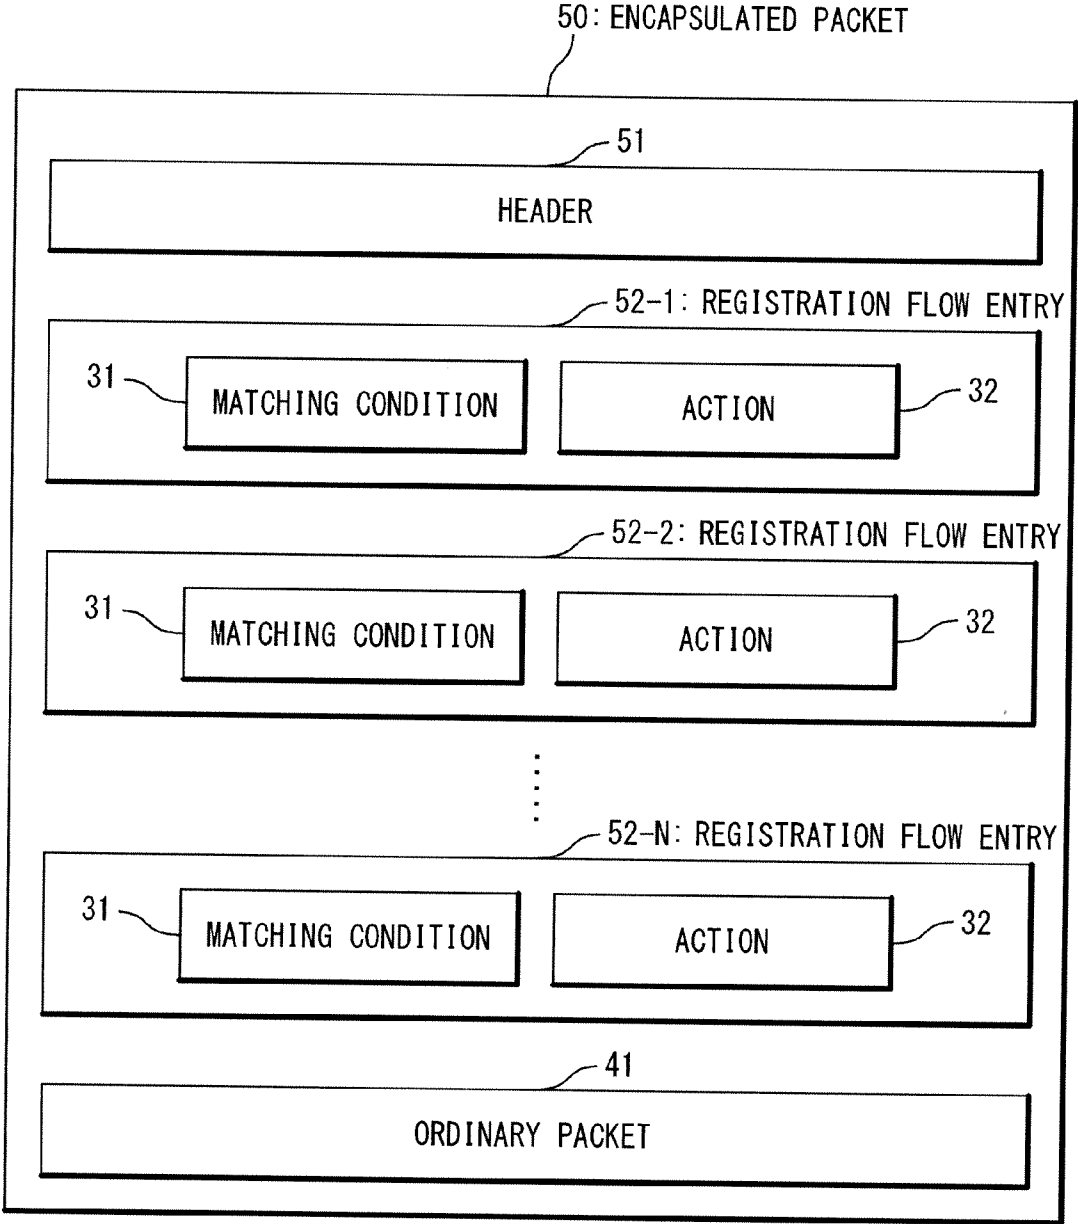 50: ENCAPSULATED PACKET
51
HEADER
52-1: REGISTRATION FLOW ENTRY
31
MATCHING CONDITION
ACTION
32
52-2: REGISTRATION FLOW ENTRY
31
MATCHING CONDITION
ACTION
32
52-N: REGISTRATION FLOW ENTRY
31
MATCHING CONDITION
ACTION
32
41
ORDINARY PACKET